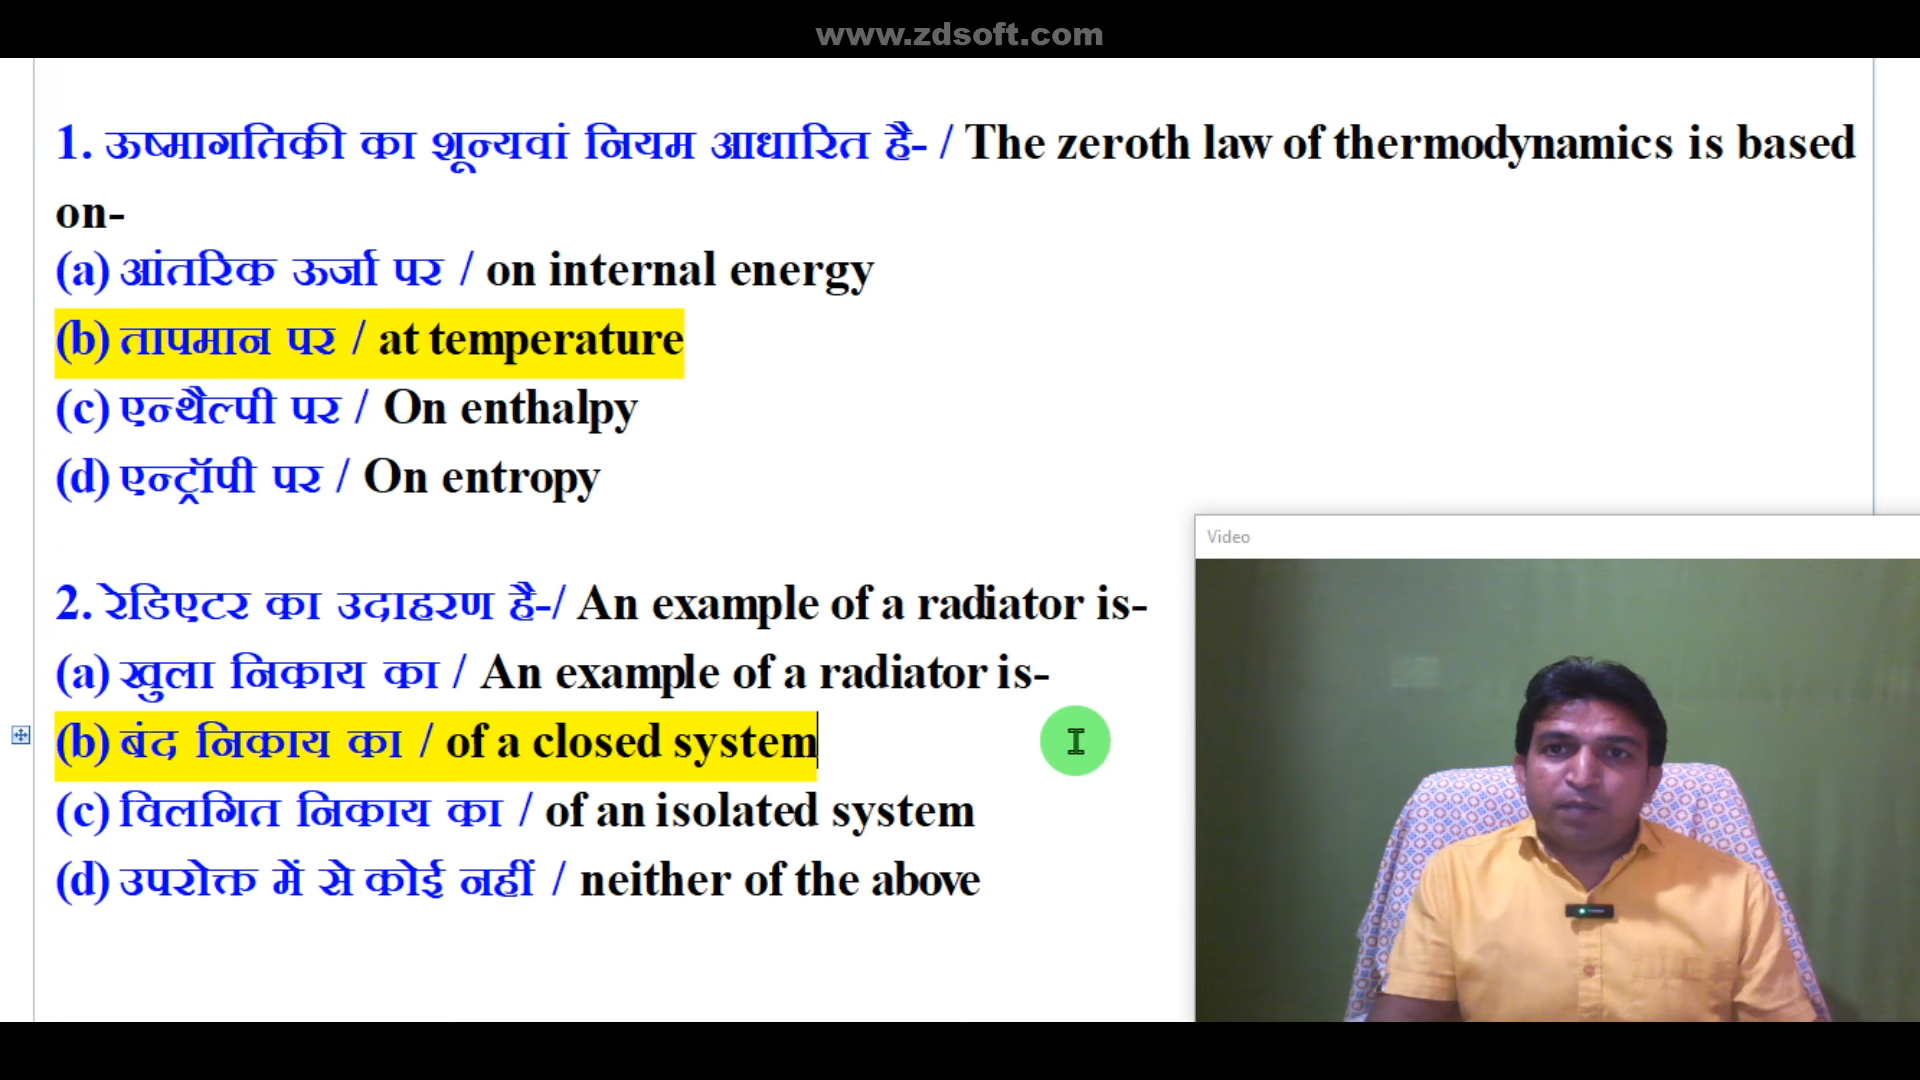 www.zdsoft.com
1. ऊष्मागतिकी का शून्यवां नियम आधारित है- / The zeroth law of thermodynamics is based
on-
(a) आंतरिक ऊर्जा पर / on internal energy
(b) तापमान पर / at temperature
(c) एन्थैल्पी पर / On enthalpy
(d) एन्ट्रॉपी पर / On entropy
Video
2. रेडिएटर का उदाहरण है-/ An example of a radiator is-
(a) खुला निकाय का / An example of a radiator is-
(b) बंद निकाय का / of a closed system
(c) विलगित निकाय का / of an isolated system
(d) उपरोक्त में से कोई नहीं / neither of the above